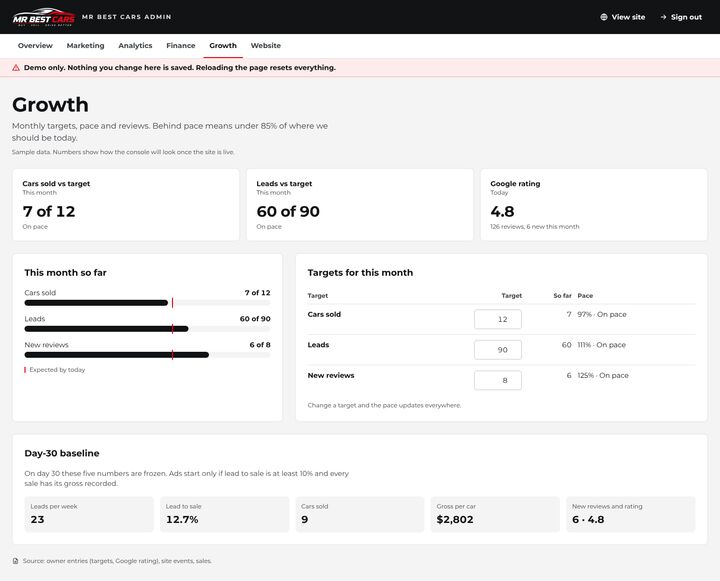 MR BEST CARS
BUY · SELL · DRIVE BETTER
MR BEST CARS ADMIN
View site
Sign out
Overview
Marketing
Analytics
Finance
Growth
Website
Demo only. Nothing you change here is saved. Reloading the page resets everything.
Growth
Monthly targets, pace and reviews. Behind pace means under 85% of where we
should be today.
Sample data. Numbers show how the console will look once the site is live.
Cars sold vs target
This month
7 of 12
On pace
Leads vs target
This month
60 of 90
On pace
Google rating
Today
4.8
126 reviews, 6 new this month
This month so far
Cars sold 7 of 12
Leads 60 of 90
New reviews 6 of 8
Expected by today
Targets for this month
Target Target So far Pace
Cars sold 12 7 97% · On pace
Leads 90 60 111% · On pace
New reviews 8 6 125% · On pace
Change a target and the pace updates everywhere.
Day-30 baseline
On day 30 these five numbers are frozen. Ads start only if lead to sale is at least 10% and every
sale has its gross recorded.
Leads per week
23
Lead to sale
12.7%
Cars sold
9
Gross per car
$2,802
New reviews and rating
6 · 4.8
Source: owner entries (targets, Google rating), site events, sales.